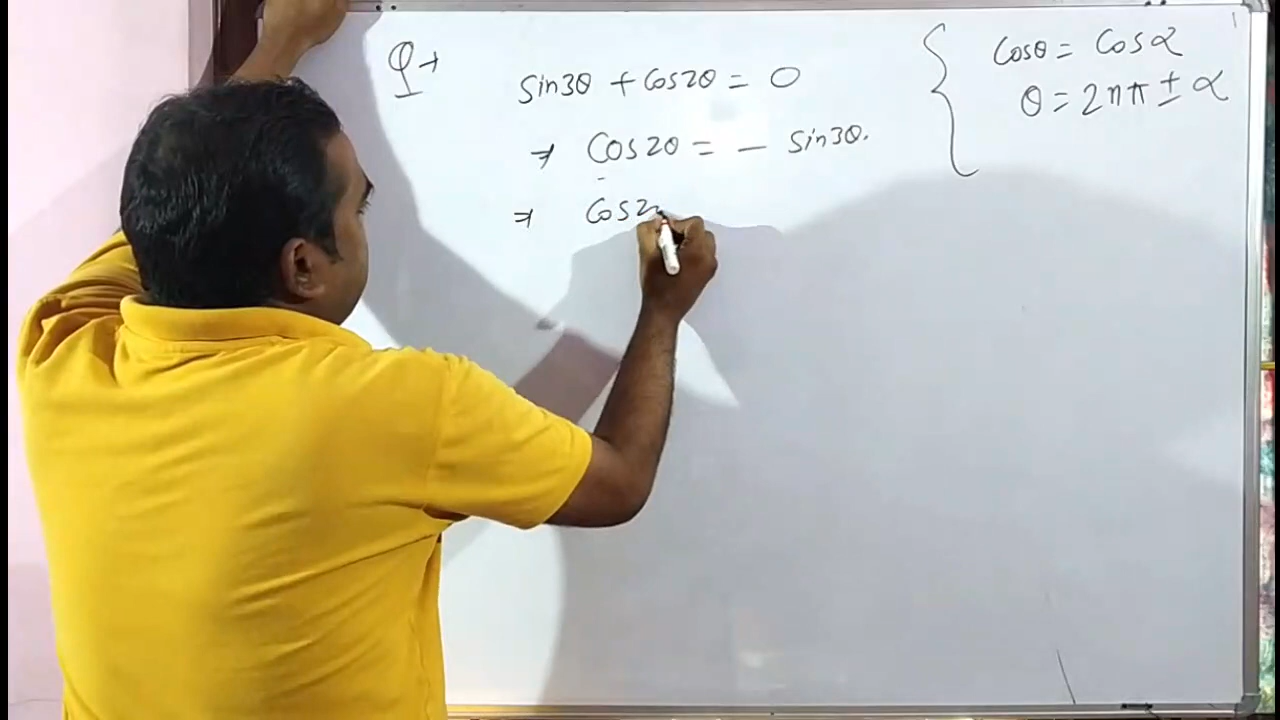 Q→ sin3θ + cos2θ = 0
⇒ Cos2θ = – sin3θ.
⇒ Cos2
Cosθ = Cosα
θ = 2nπ ± α